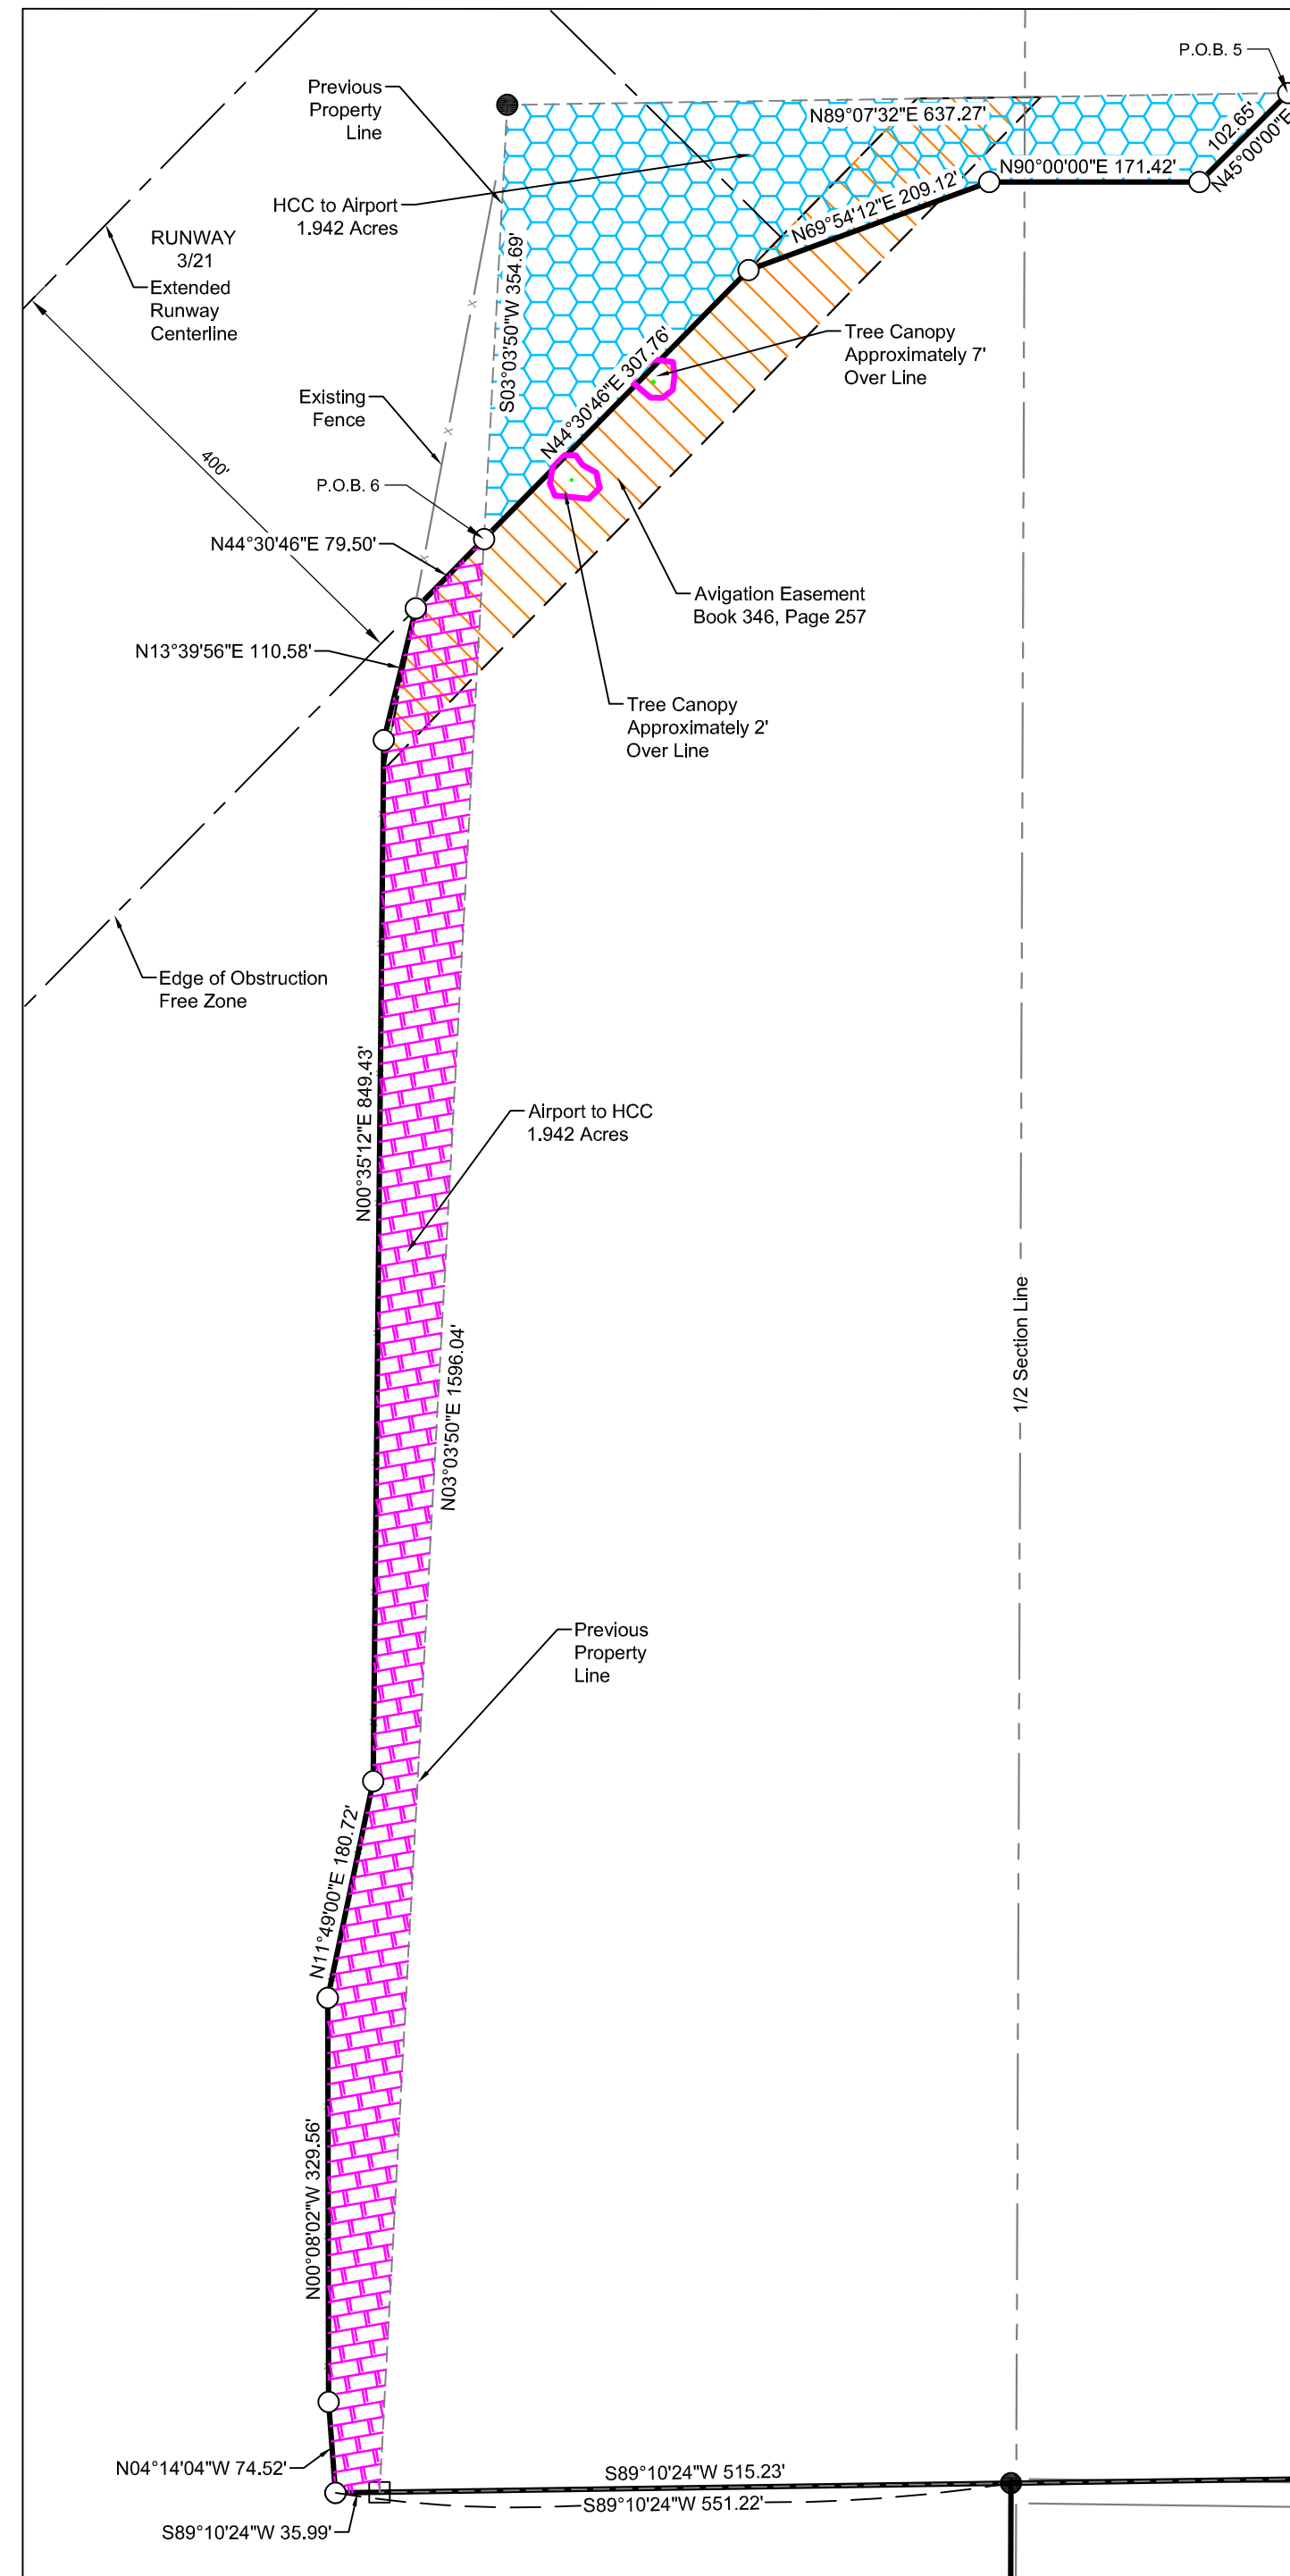 P.O.B. 5
Previous
Property
Line
N89°07'32"E 637.27'
102.65'
N45°00'00"E
N90°00'00"E 171.42'
HCC to Airport
1.942 Acres
N69°54'12"E 209.12'
RUNWAY
3/21
Extended
Runway
Centerline
S03°03'50"W 354.69'
Tree Canopy
Approximately 7'
Over Line
N44°30'46"E 307.76'
Existing
Fence
x
x
x
400'
P.O.B. 6
N44°30'46"E 79.50'
Avigation Easement
Book 346, Page 257
N13°39'56"E 110.58'
Tree Canopy
Approximately 2'
Over Line
Edge of Obstruction
Free Zone
N00°35'12"E 849.43'
Airport to HCC
1.942 Acres
1/2 Section Line
N03°03'50"E 1596.04'
Previous
Property
Line
N11°49'00"E 180.72'
N00°08'02"W 329.56'
N04°14'04"W 74.52'
S89°10'24"W 515.23'
S89°10'24"W 551.22'
S89°10'24"W 35.99'